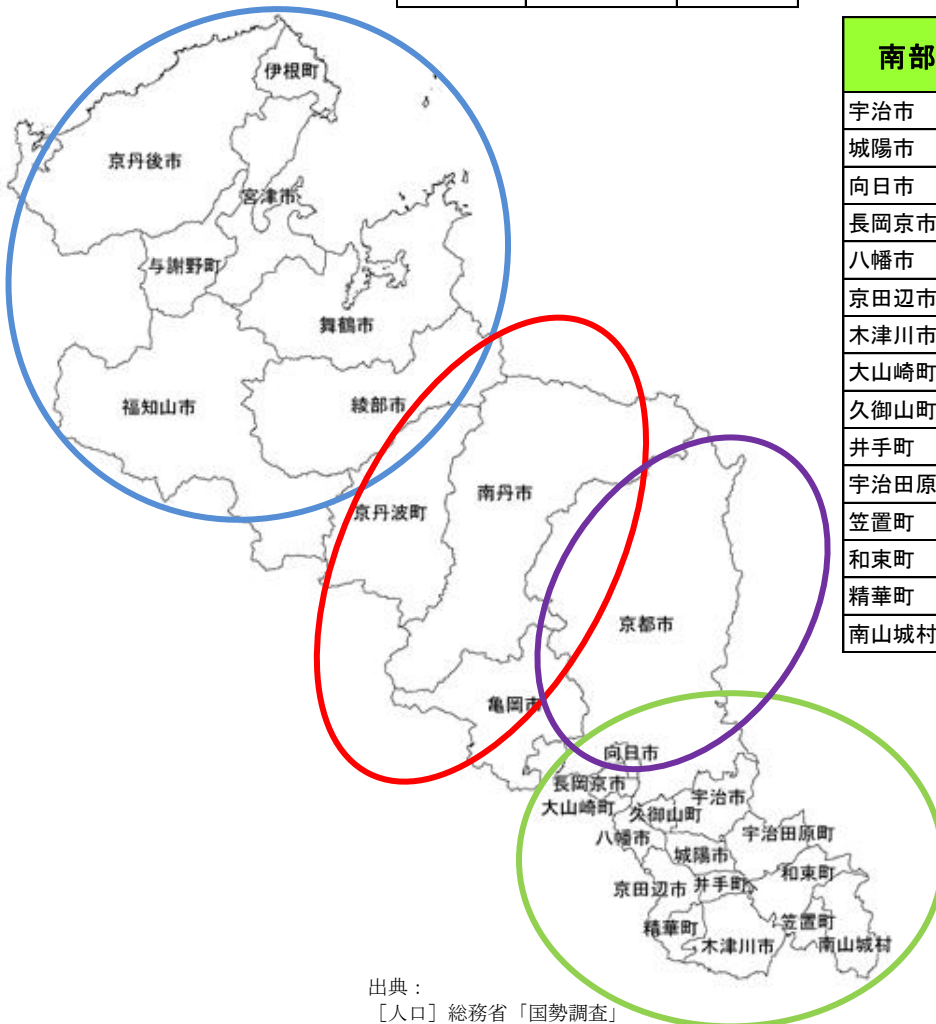 伊根町
京丹後市
宮津市
与謝野町
舞鶴市
福知山市
綾部市
京丹波町
南丹市
京都市
亀岡市
向日市
長岡京市
大山崎町
宇治市
久御山町
八幡市
宇治田原町
城陽市
和束町
京田辺市
井手町
精華町
笠置町
木津川市
南山城村
南部
宇治市
城陽市
向日市
長岡京市
八幡市
京田辺市
木津川市
大山崎町
久御山町
井手町
宇治田原
笠置町
和束町
精華町
南山城村
出典：
［人口］総務省「国勢調査」